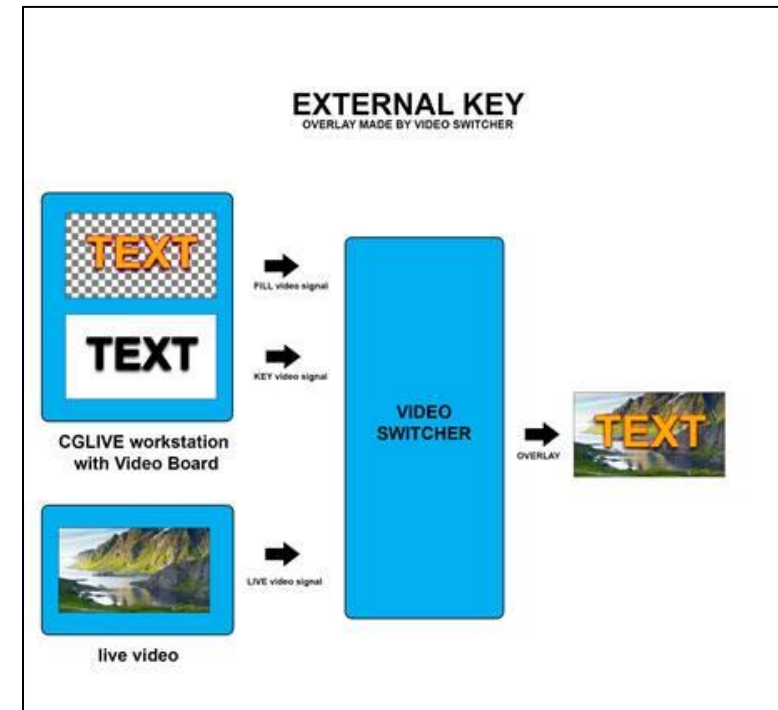 EXTERNAL KEY
OVERLAY MADE BY VIDEO SWITCHER
TEXT
FILL video signal
TEXT
KEY video signal
CGLIVE workstation
with Video Board
VIDEO
SWITCHER
OVERLAY
TEXT
LIVE video signal
live video